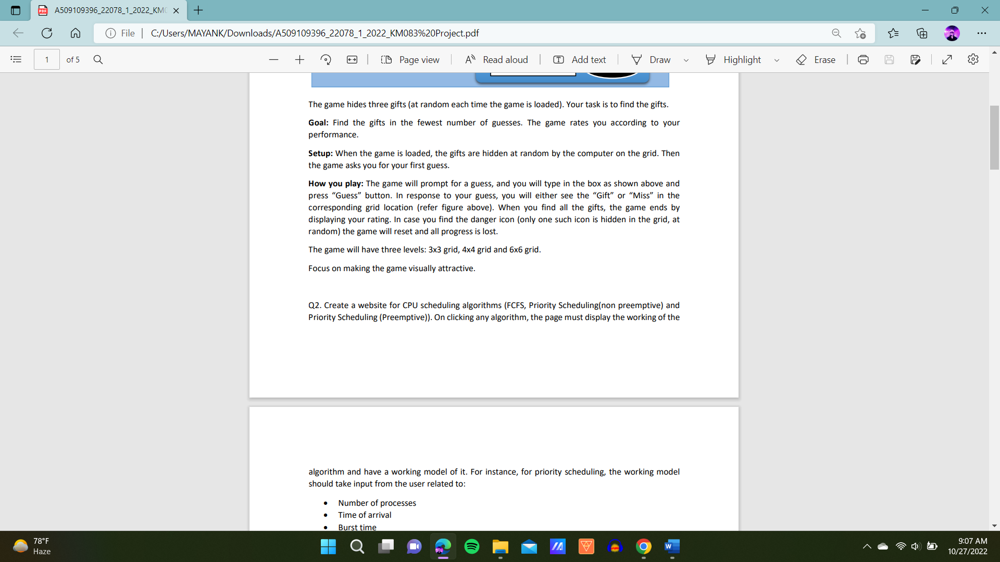 A509109396_22078_1_2022_KM
File
C:/Users/MAYANK/Downloads/A509109396_22078_1_2022_KM083%20Project.pdf
1 of 5
Page view
Read aloud
Add text
Draw
Highlight
Erase
The game hides three gifts (at random each time the game is loaded). Your task is to find the gifts.
Goal: Find the gifts in the fewest number of guesses. The game rates you according to your
performance.
Setup: When the game is loaded, the gifts are hidden at random by the computer on the grid. Then
the game asks you for your first guess.
How you play: The game will prompt for a guess, and you will type in the box as shown above and
press “Guess” button. In response to your guess, you will either see the “Gift” or “Miss” in the
corresponding grid location (refer figure above). When you find all the gifts, the game ends by
displaying your rating. In case you find the danger icon (only one such icon is hidden in the grid, at
random) the game will reset and all progress is lost.
The game will have three levels: 3x3 grid, 4x4 grid and 6x6 grid.
Focus on making the game visually attractive.
Q2. Create a website for CPU scheduling algorithms (FCFS, Priority Scheduling(non preemptive) and
Priority Scheduling (Preemptive)). On clicking any algorithm, the page must display the working of the
algorithm and have a working model of it. For instance, for priority scheduling, the working model
should take input from the user related to:
• Number of processes
• Time of arrival
• Burst time
78°F
Haze
9:07 AM
10/27/2022